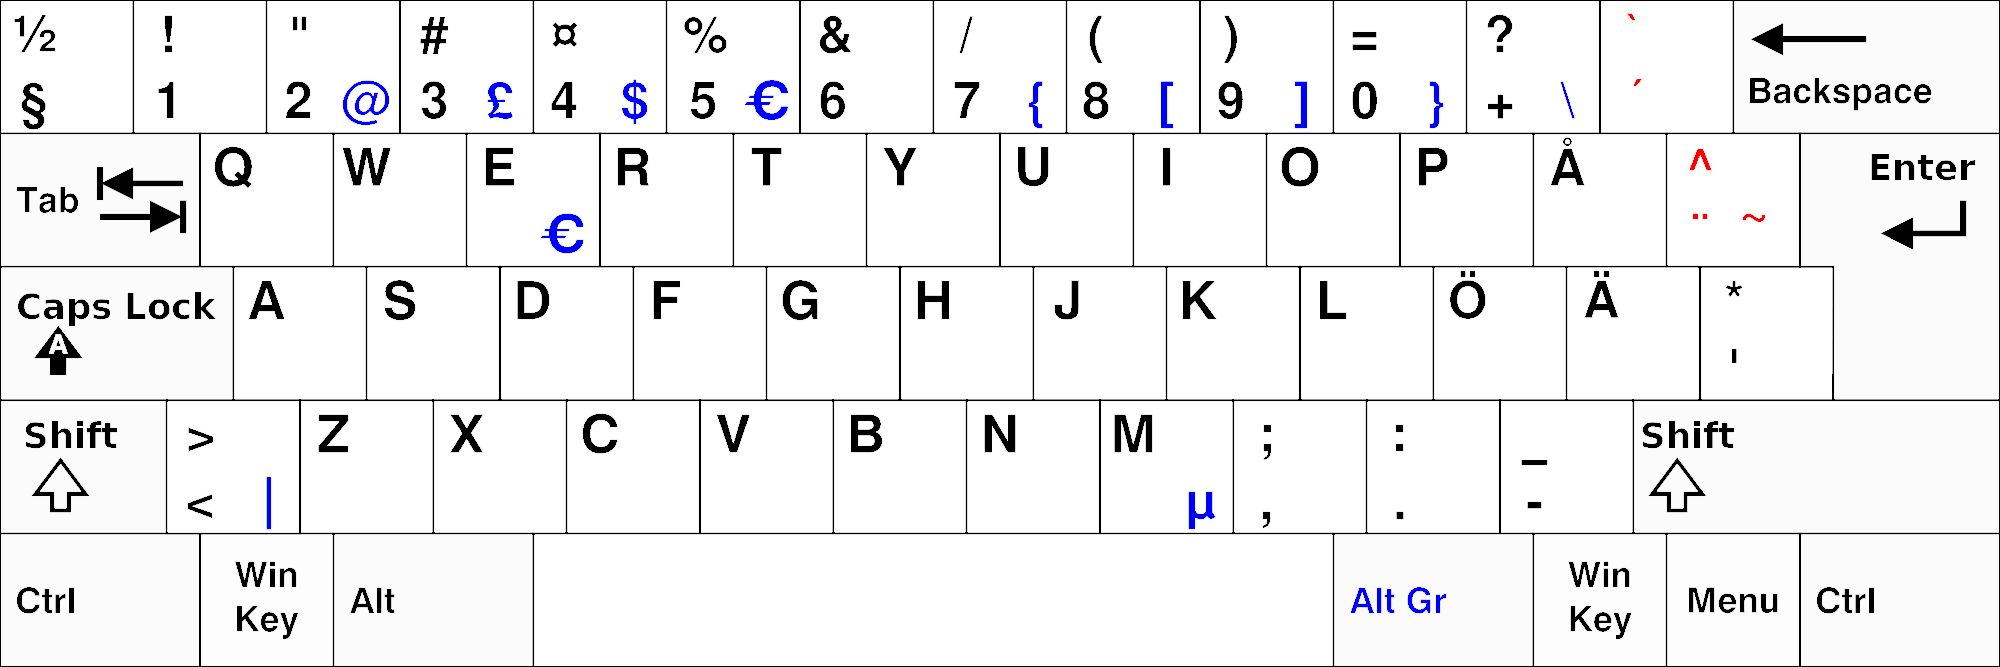 ½ ! " # ¤ % & / ( ) = ? `
§ 1 2 @ 3 £ 4 $ 5 € 6 7 { 8 [ 9 ] 0 } + \ ´ Backspace
Tab Q W E R T Y U I O P Å ^ Enter
€ ¨ ~
Caps Lock A S D F G H J K L Ö Ä *
A '
Shift > Z X C V B N M ; : _ Shift
< | µ , . -
Ctrl Win Key Alt Alt Gr Win Key Menu Ctrl